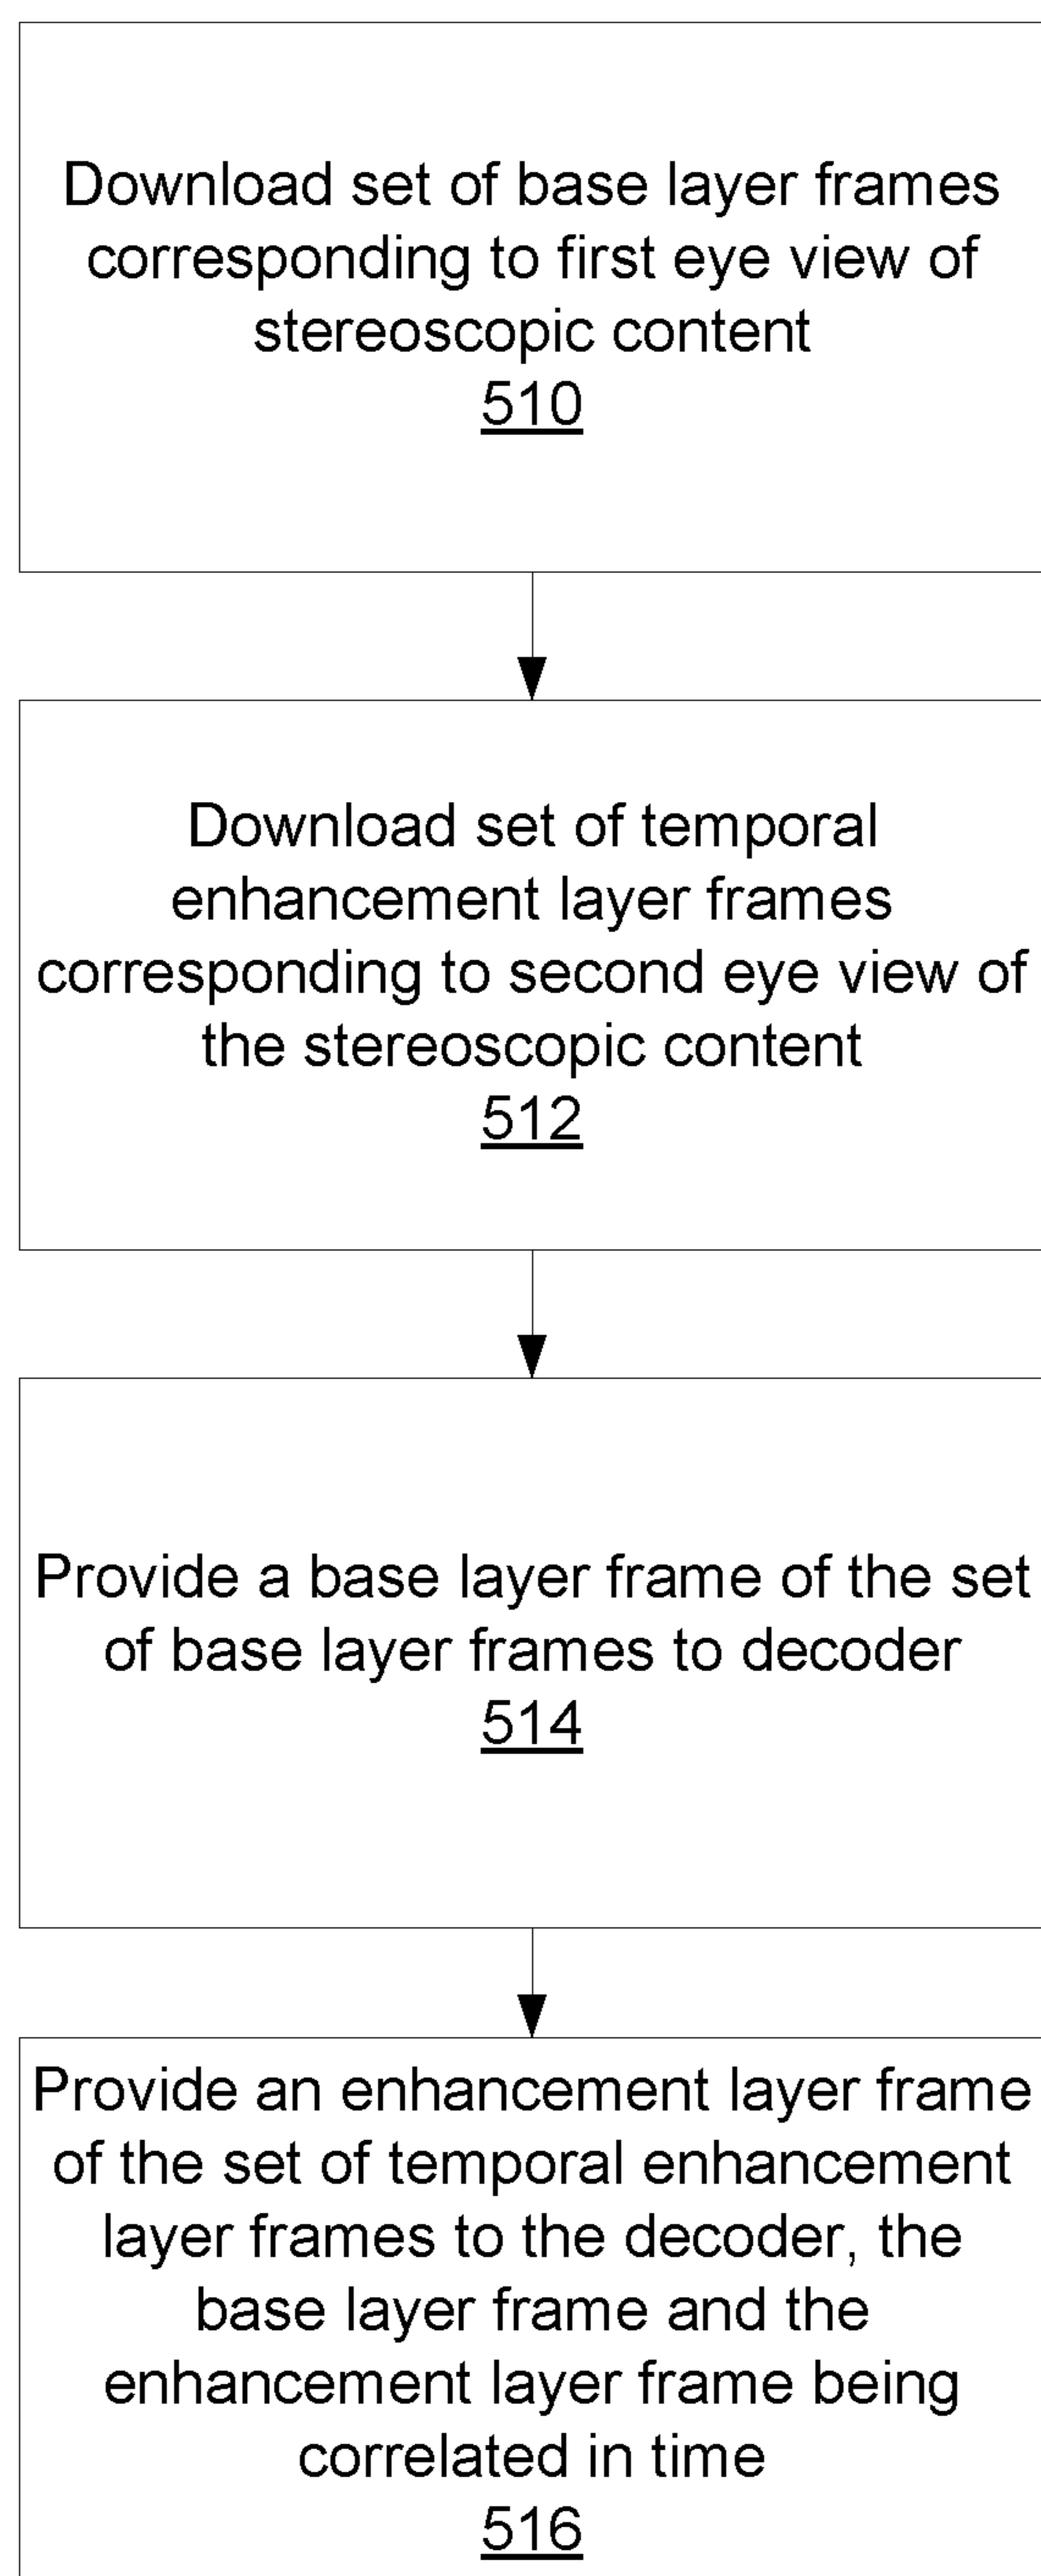 Download set of base layer frames
corresponding to first eye view of
stereoscopic content
510
Download set of temporal
enhancement layer frames
corresponding to second eye view of
the stereoscopic content
512
Provide a base layer frame of the set
of base layer frames to decoder
514
Provide an enhancement layer frame
of the set of temporal enhancement
layer frames to the decoder, the
base layer frame and the
enhancement layer frame being
correlated in time
516